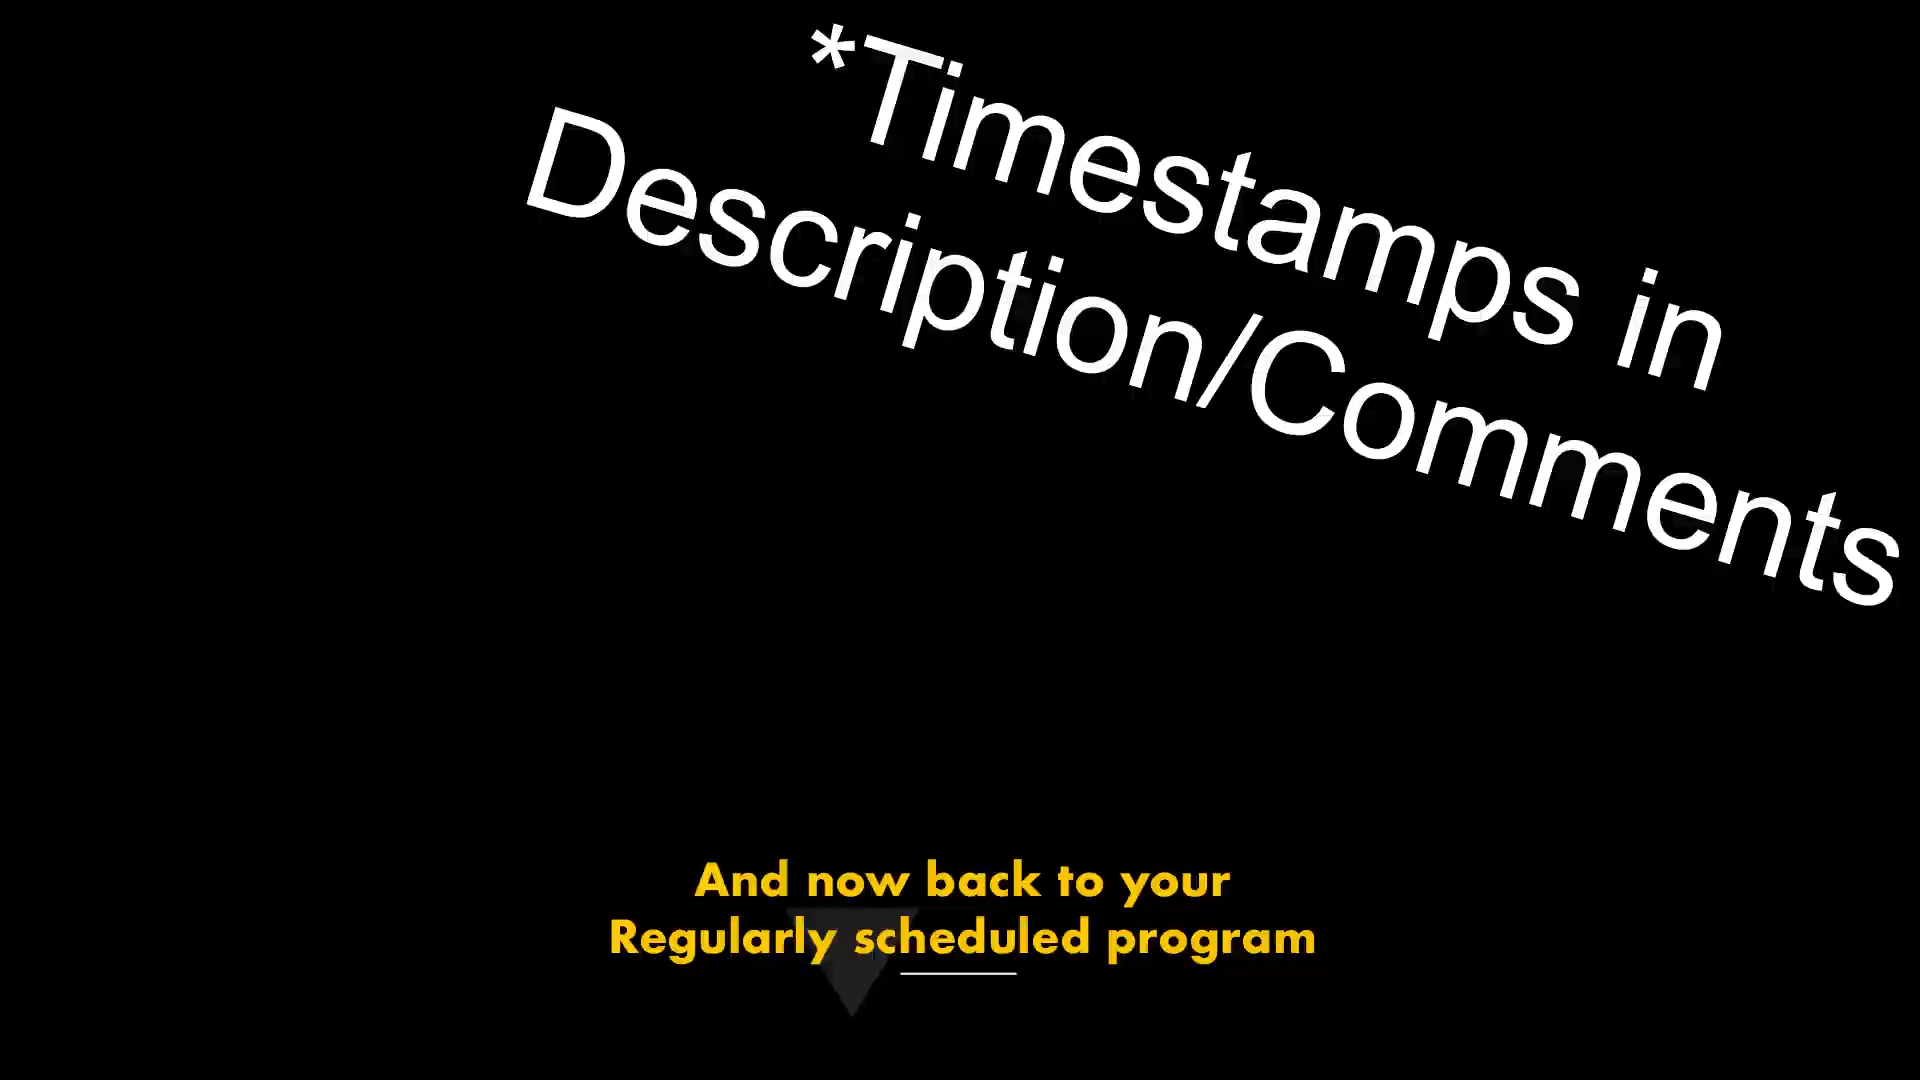 *Timestamps in
Description/Comments
And now back to your
Regularly scheduled program